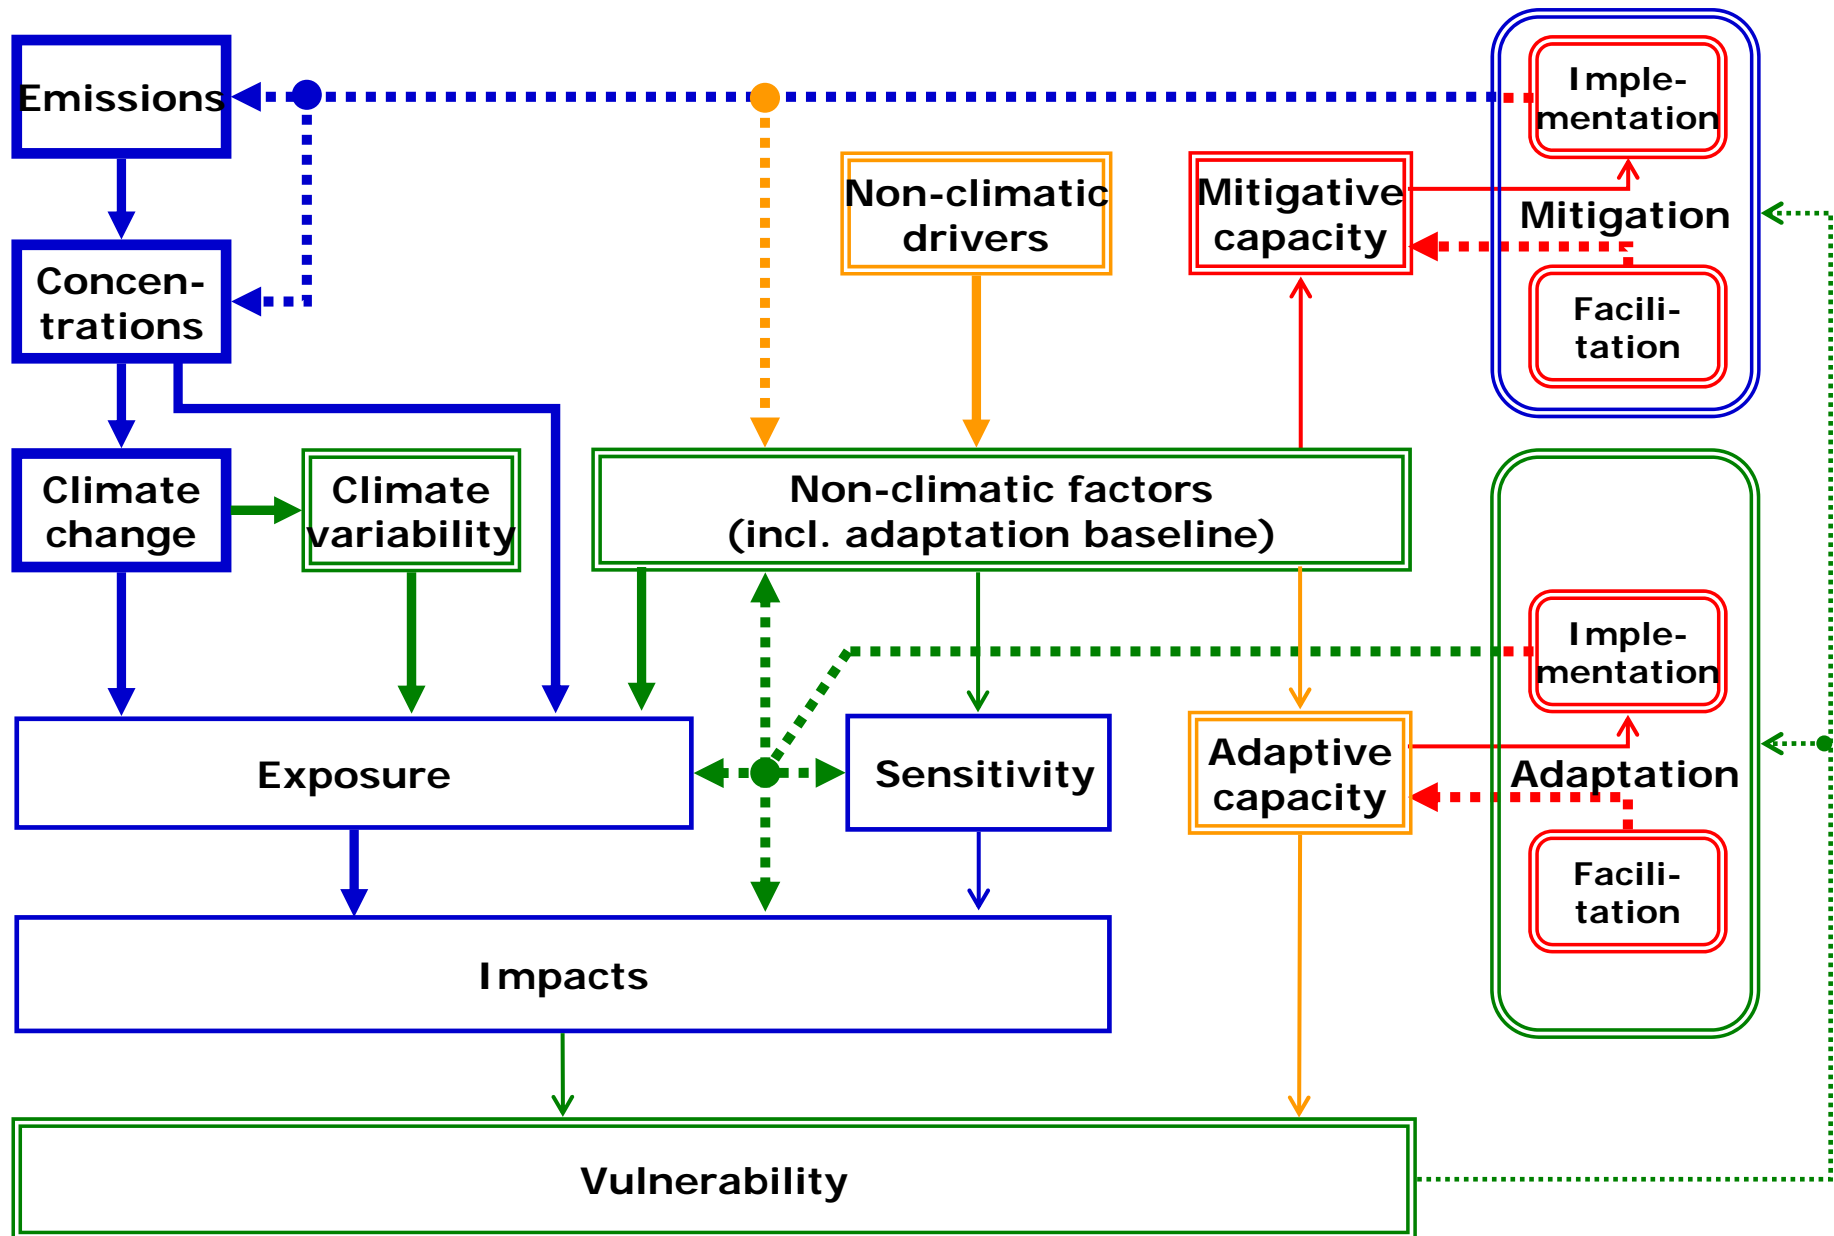 Emissions
Imple-
mentation
Non-climatic
drivers
Mitigative
capacity
Mitigation
Concen-
trations
Facili-
tation
Climate
change
Climate
variability
Non-climatic factors
(incl. adaptation baseline)
Imple-
mentation
Exposure
Sensitivity
Adaptive
capacity
Adaptation
Facili-
tation
Impacts
Vulnerability